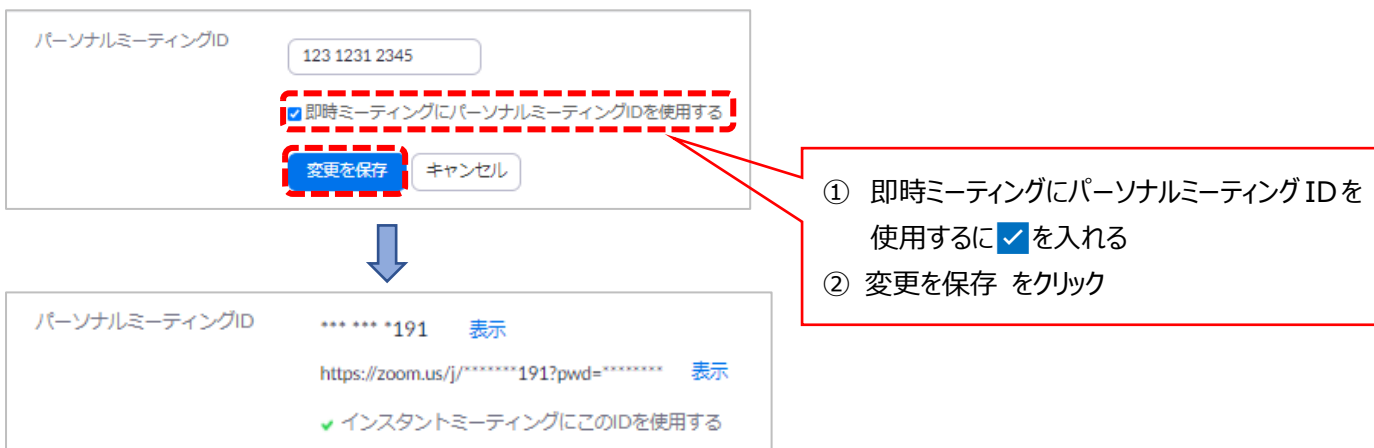 パーソナルミーティングID
123 1231 2345
即時ミーティングにパーソナルミーティングIDを使用する
変更を保存 キャンセル
① 即時ミーティングにパーソナルミーティングIDを
使用するに✓を入れる
② 変更を保存 をクリック
パーソナルミーティングID *** *** *191 表示
https://zoom.us/j/*******191?pwd=******** 表示
インスタントミーティングにこのIDを使用する